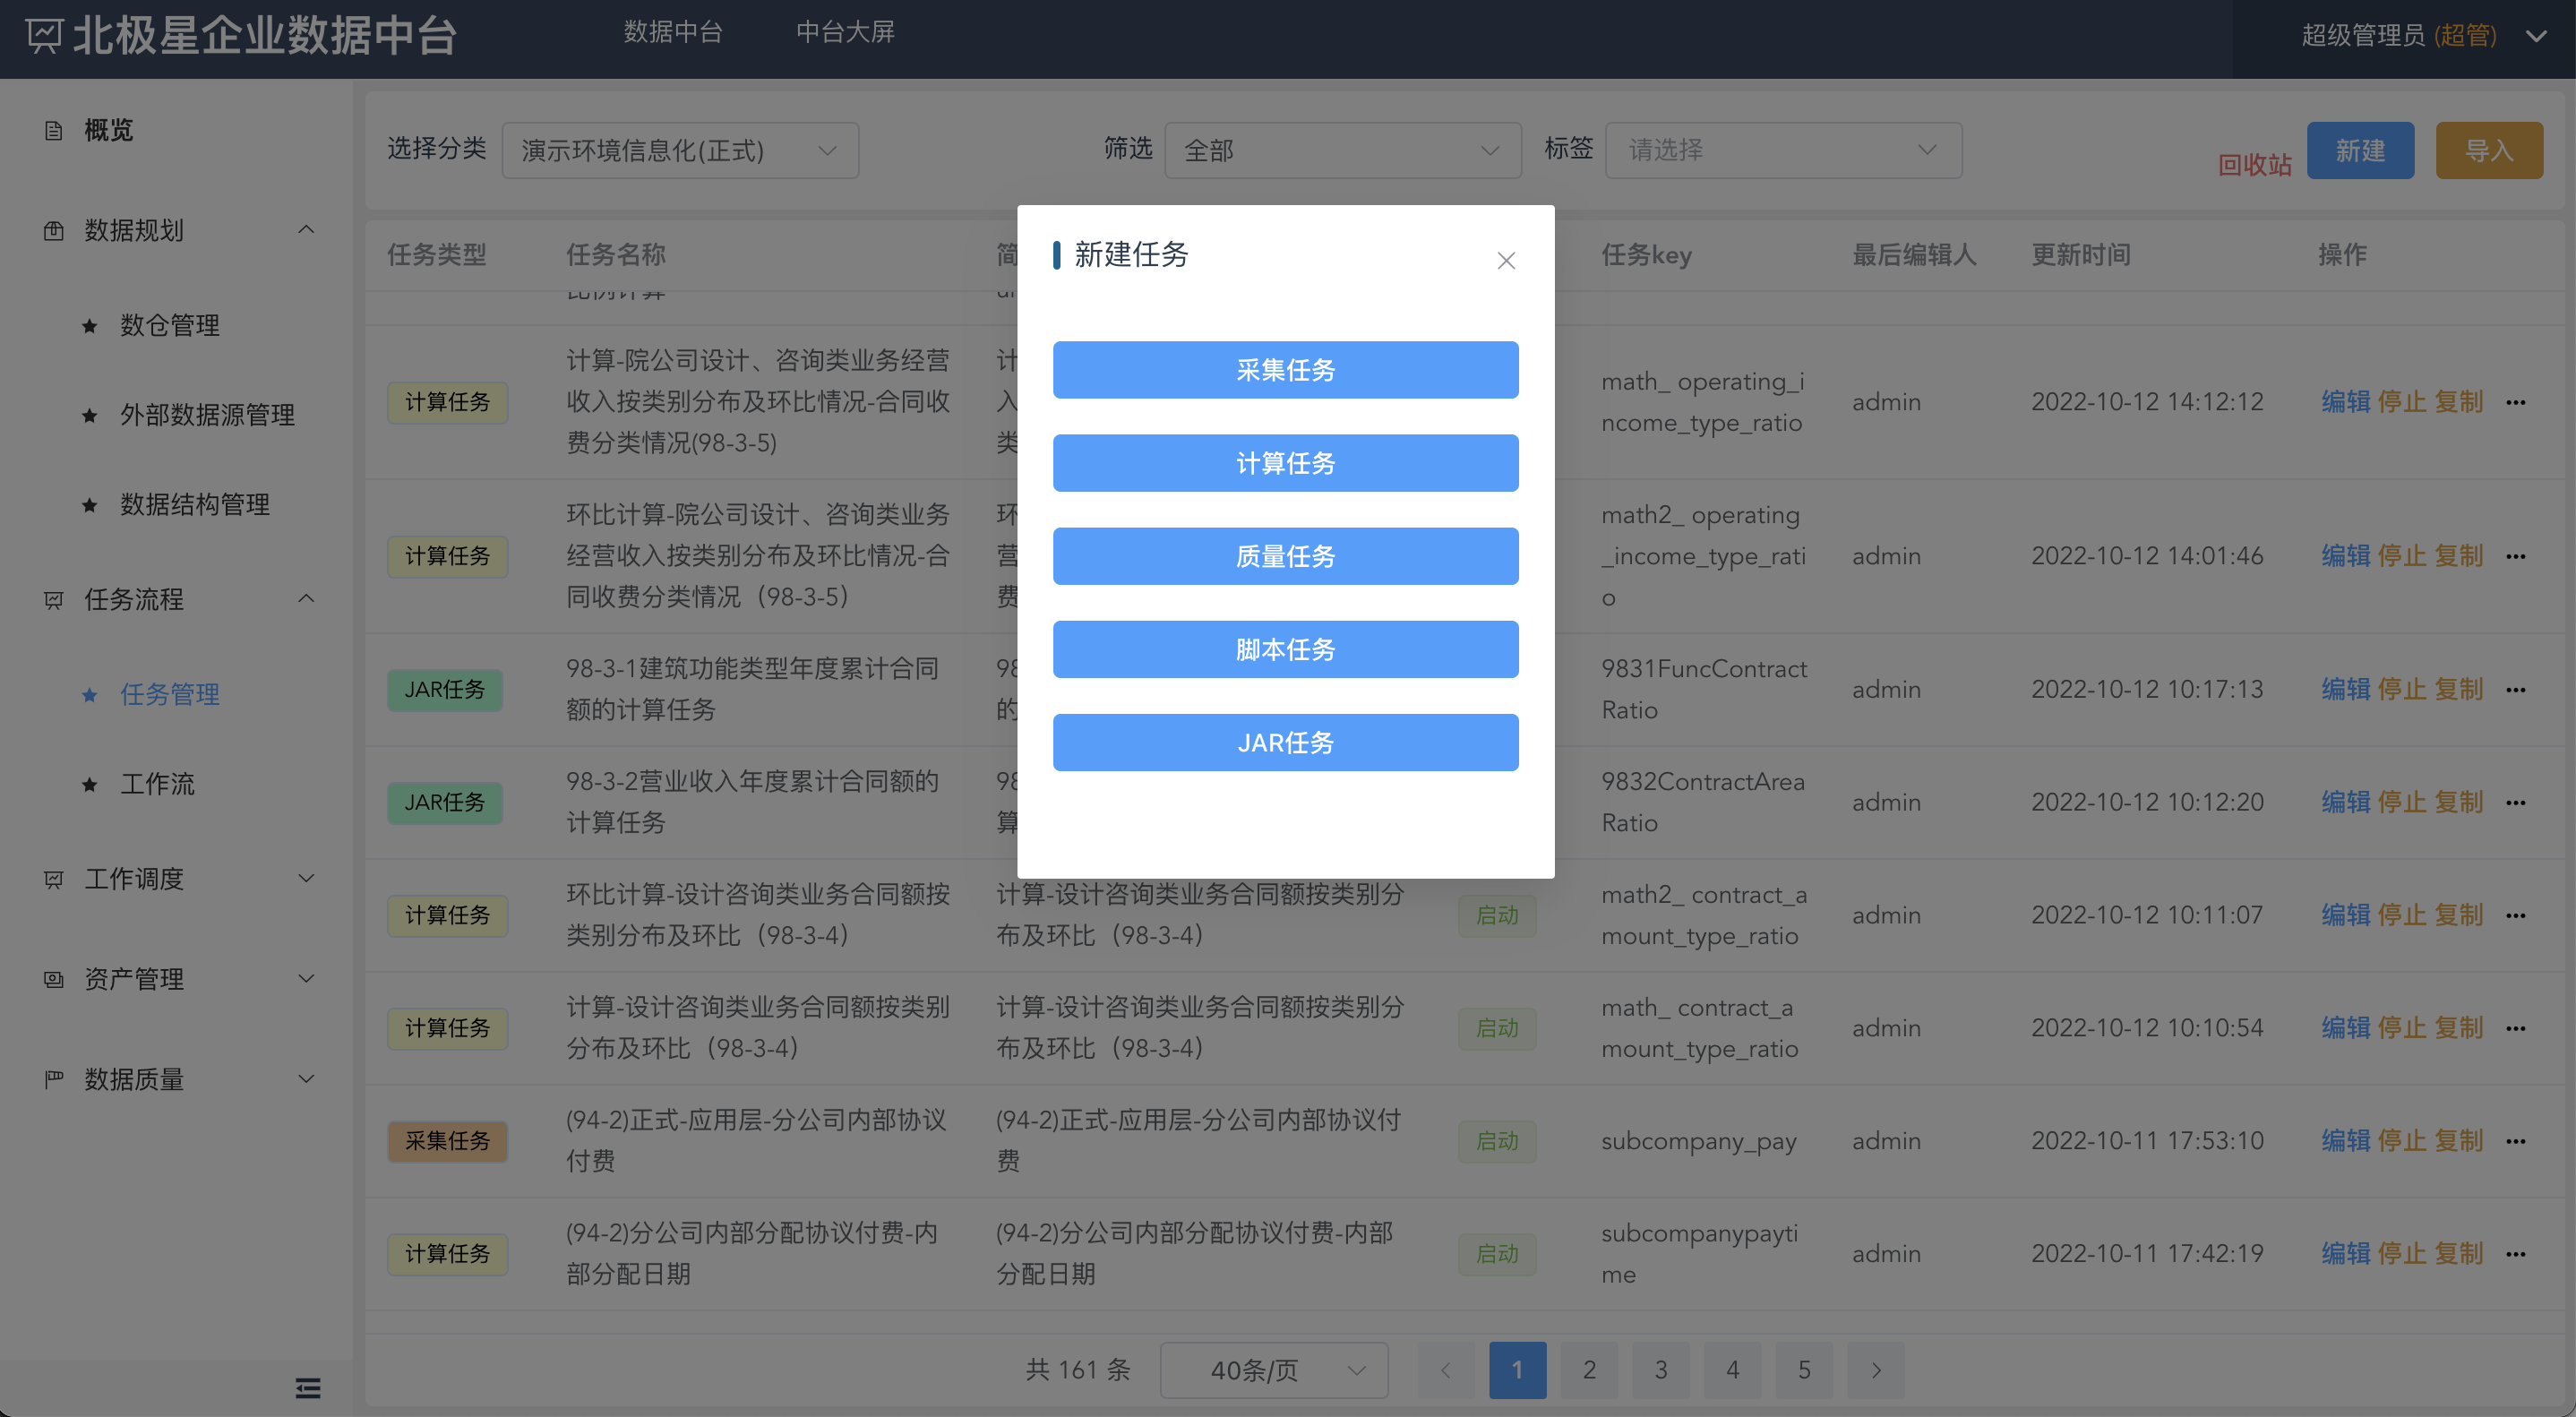 北极星企业数据中台
数据中台
中台大屏
超级管理员 (超管)
概览
数据规划
数仓管理
外部数据源管理
数据结构管理
任务流程
任务管理
工作流
工作调度
资产管理
数据质量
选择分类
演示环境信息化(正式)
筛选
全部
标签
请选择
回收站
新建
导入
任务类型
任务名称
简
任务key
最后编辑人
更新时间
操作
比例计算
计算任务
计算-院公司设计、咨询类业务经营
收入按类别分布及环比情况-合同收
费分类情况(98-3-5)
计
入
类
math_ operating_i
ncome_type_ratio
admin
2022-10-12 14:12:12
编辑 停止 复制
计算任务
环比计算-院公司设计、咨询类业务
经营收入按类别分布及环比情况-合
同收费分类情况（98-3-5）
环
营
费
math2_ operating
_income_type_rati
o
admin
2022-10-12 14:01:46
编辑 停止 复制
JAR任务
98-3-1建筑功能类型年度累计合同
额的计算任务
98
的
9831FuncContract
Ratio
admin
2022-10-12 10:17:13
编辑 停止 复制
JAR任务
98-3-2营业收入年度累计合同额的
计算任务
98
算
9832ContractArea
Ratio
admin
2022-10-12 10:12:20
编辑 停止 复制
计算任务
环比计算-设计咨询类业务合同额按
类别分布及环比（98-3-4）
计算-设计咨询类业务合同额按类别分
布及环比（98-3-4）
启动
math2_ contract_a
mount_type_ratio
admin
2022-10-12 10:11:07
编辑 停止 复制
计算任务
计算-设计咨询类业务合同额按类别
分布及环比（98-3-4）
计算-设计咨询类业务合同额按类别分
布及环比（98-3-4）
启动
math_ contract_a
mount_type_ratio
admin
2022-10-12 10:10:54
编辑 停止 复制
采集任务
(94-2)正式-应用层-分公司内部协议
付费
(94-2)正式-应用层-分公司内部协议付
费
启动
subcompany_pay
admin
2022-10-11 17:53:10
编辑 停止 复制
计算任务
(94-2)分公司内部分配协议付费-内
部分配日期
(94-2)分公司内部分配协议付费-内部
分配日期
启动
subcompanypayti
me
admin
2022-10-11 17:42:19
编辑 停止 复制
共 161 条
40条/页
1
2
3
4
5
新建任务
采集任务
计算任务
质量任务
脚本任务
JAR任务